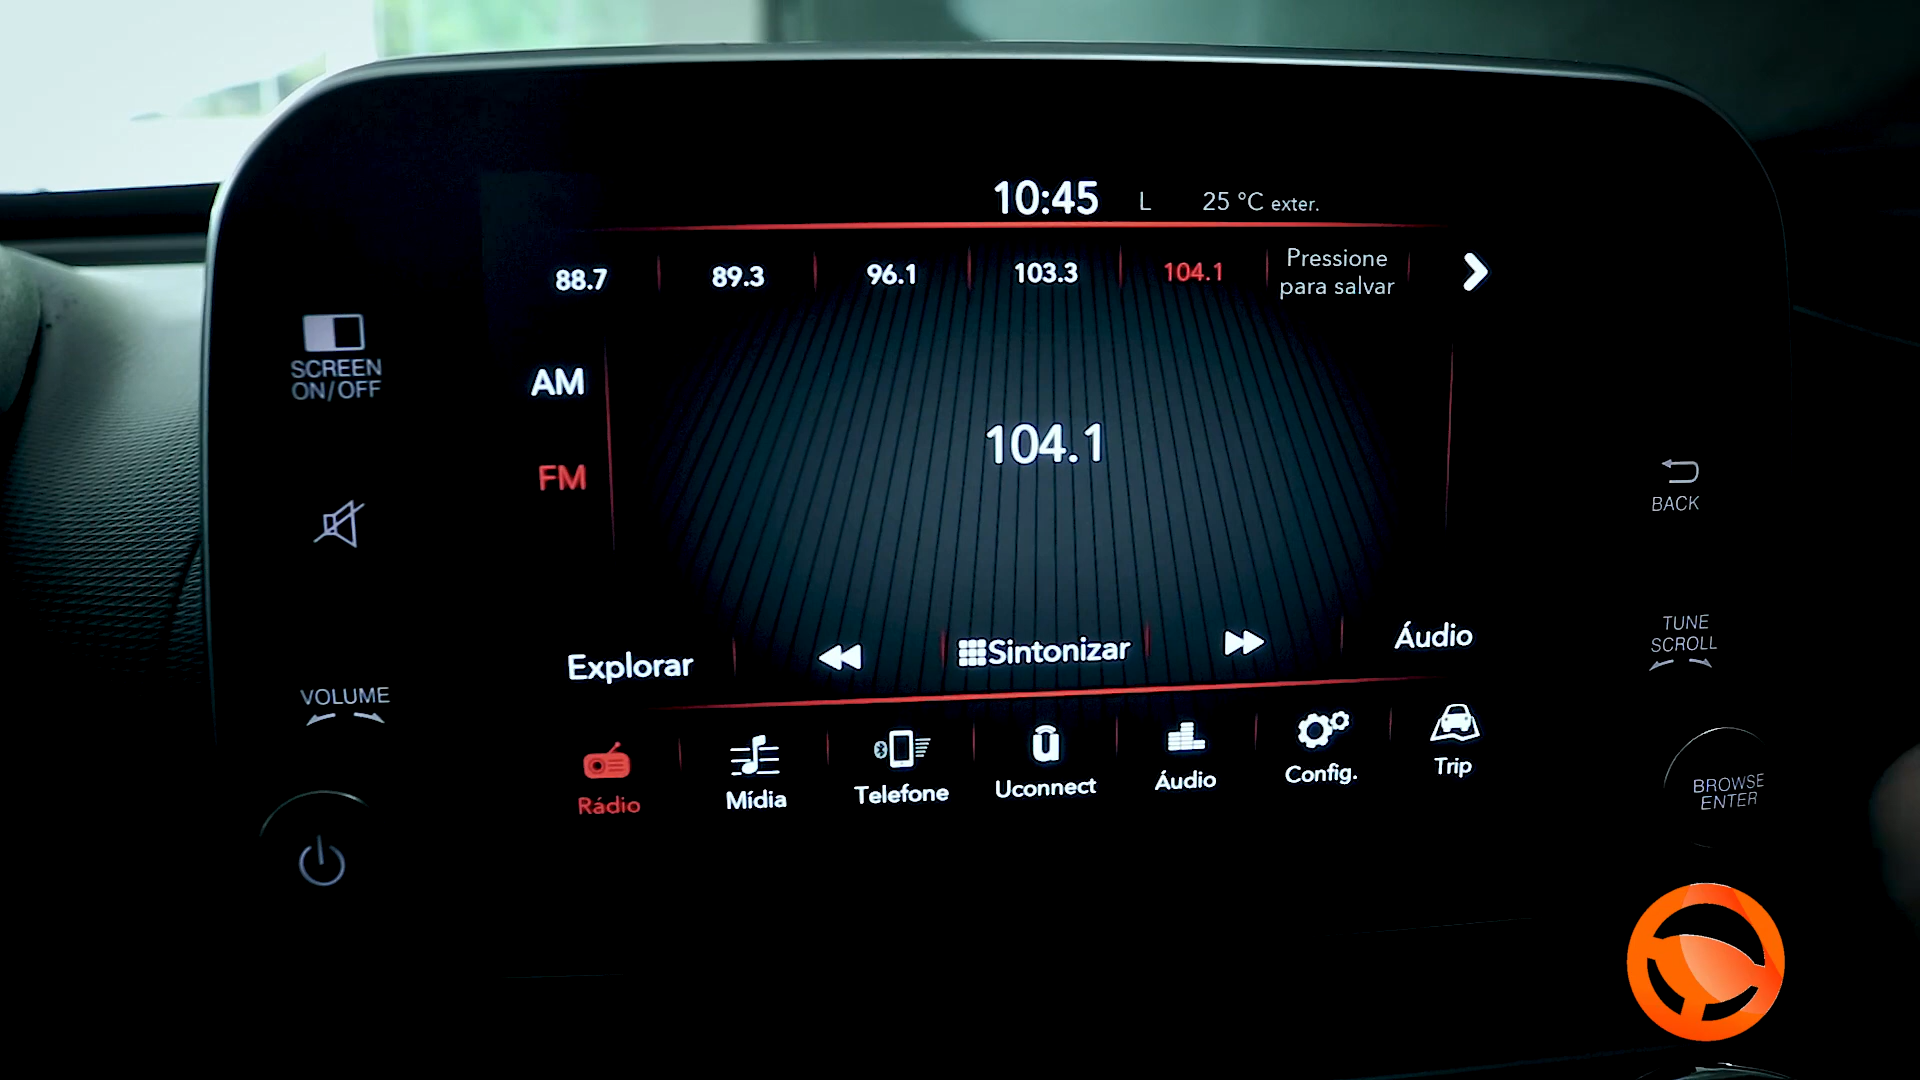 10:45 L 25 °C exter.
88.7 89.3 96.1 103.3 104.1 Pressione
para salvar
SCREEN
ON/OFF
AM
104.1
FM
BACK
TUNE
SCROLL
Explorar Sintonizar Áudio
VOLUME
Rádio Mídia Telefone Uconnect Áudio Config. Trip
BROWSE
ENTER